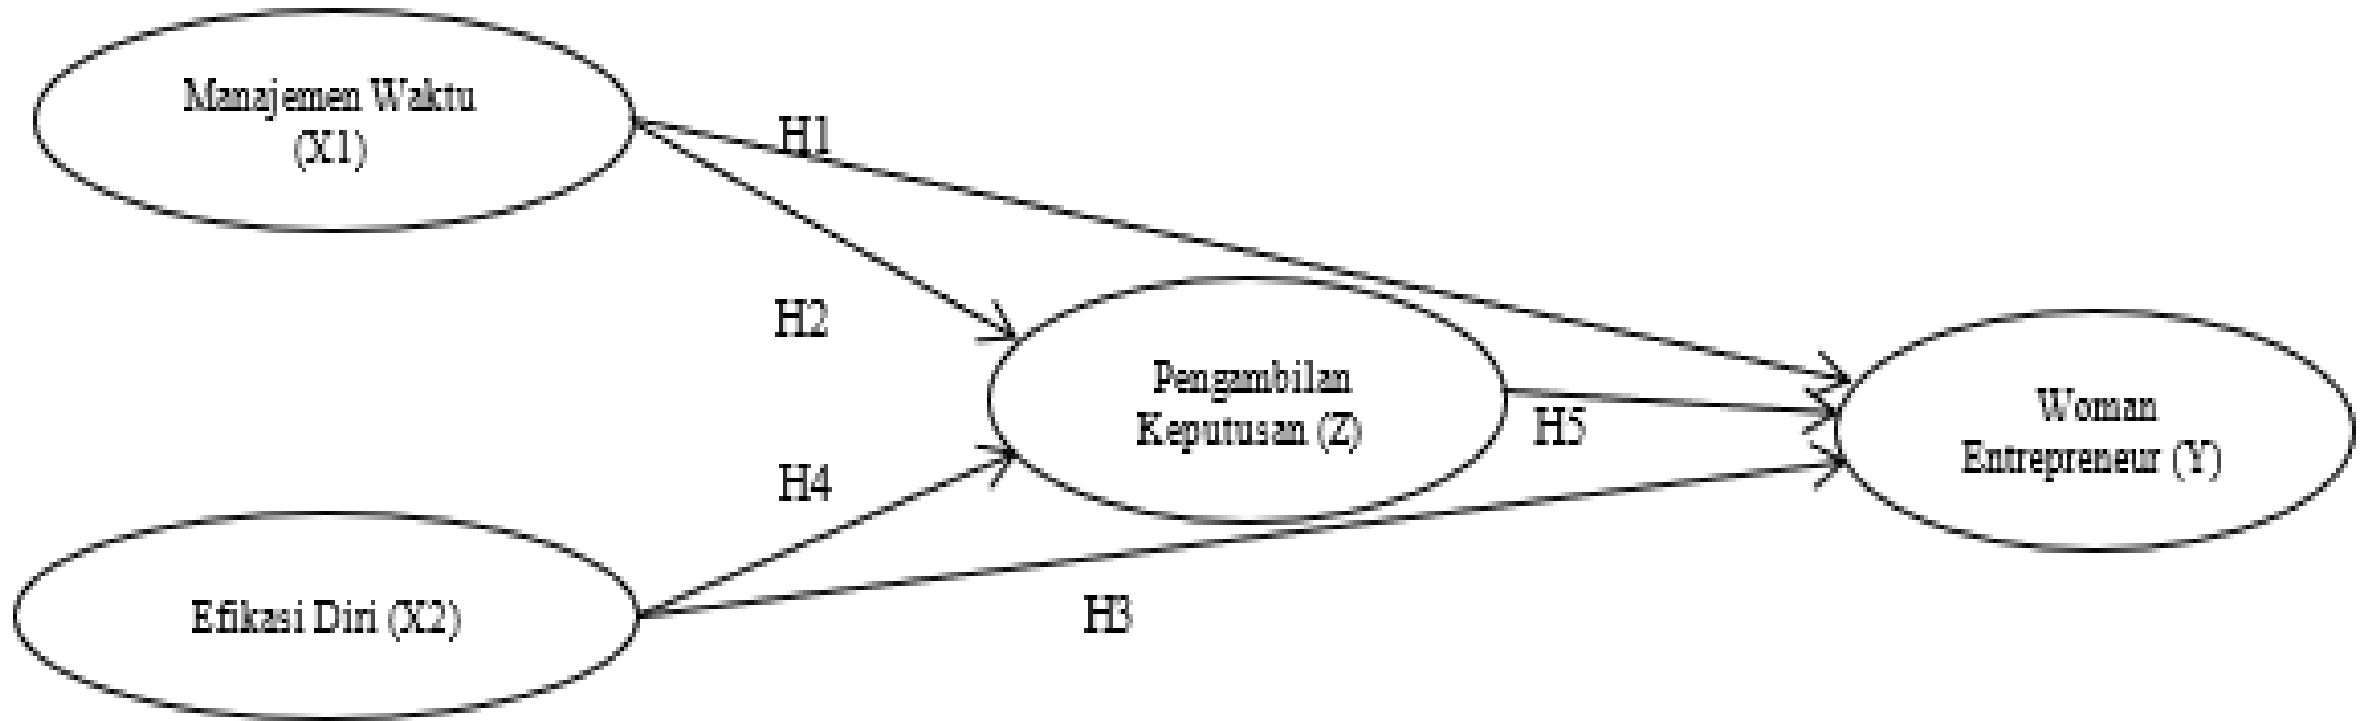 Manajemen Waktu
(X1)
H1
H2
Pengambilan
Keputusan (Z)
H5
Woman
Entrepreneur (Y)
H4
Efikasi Diri (X2)
H3